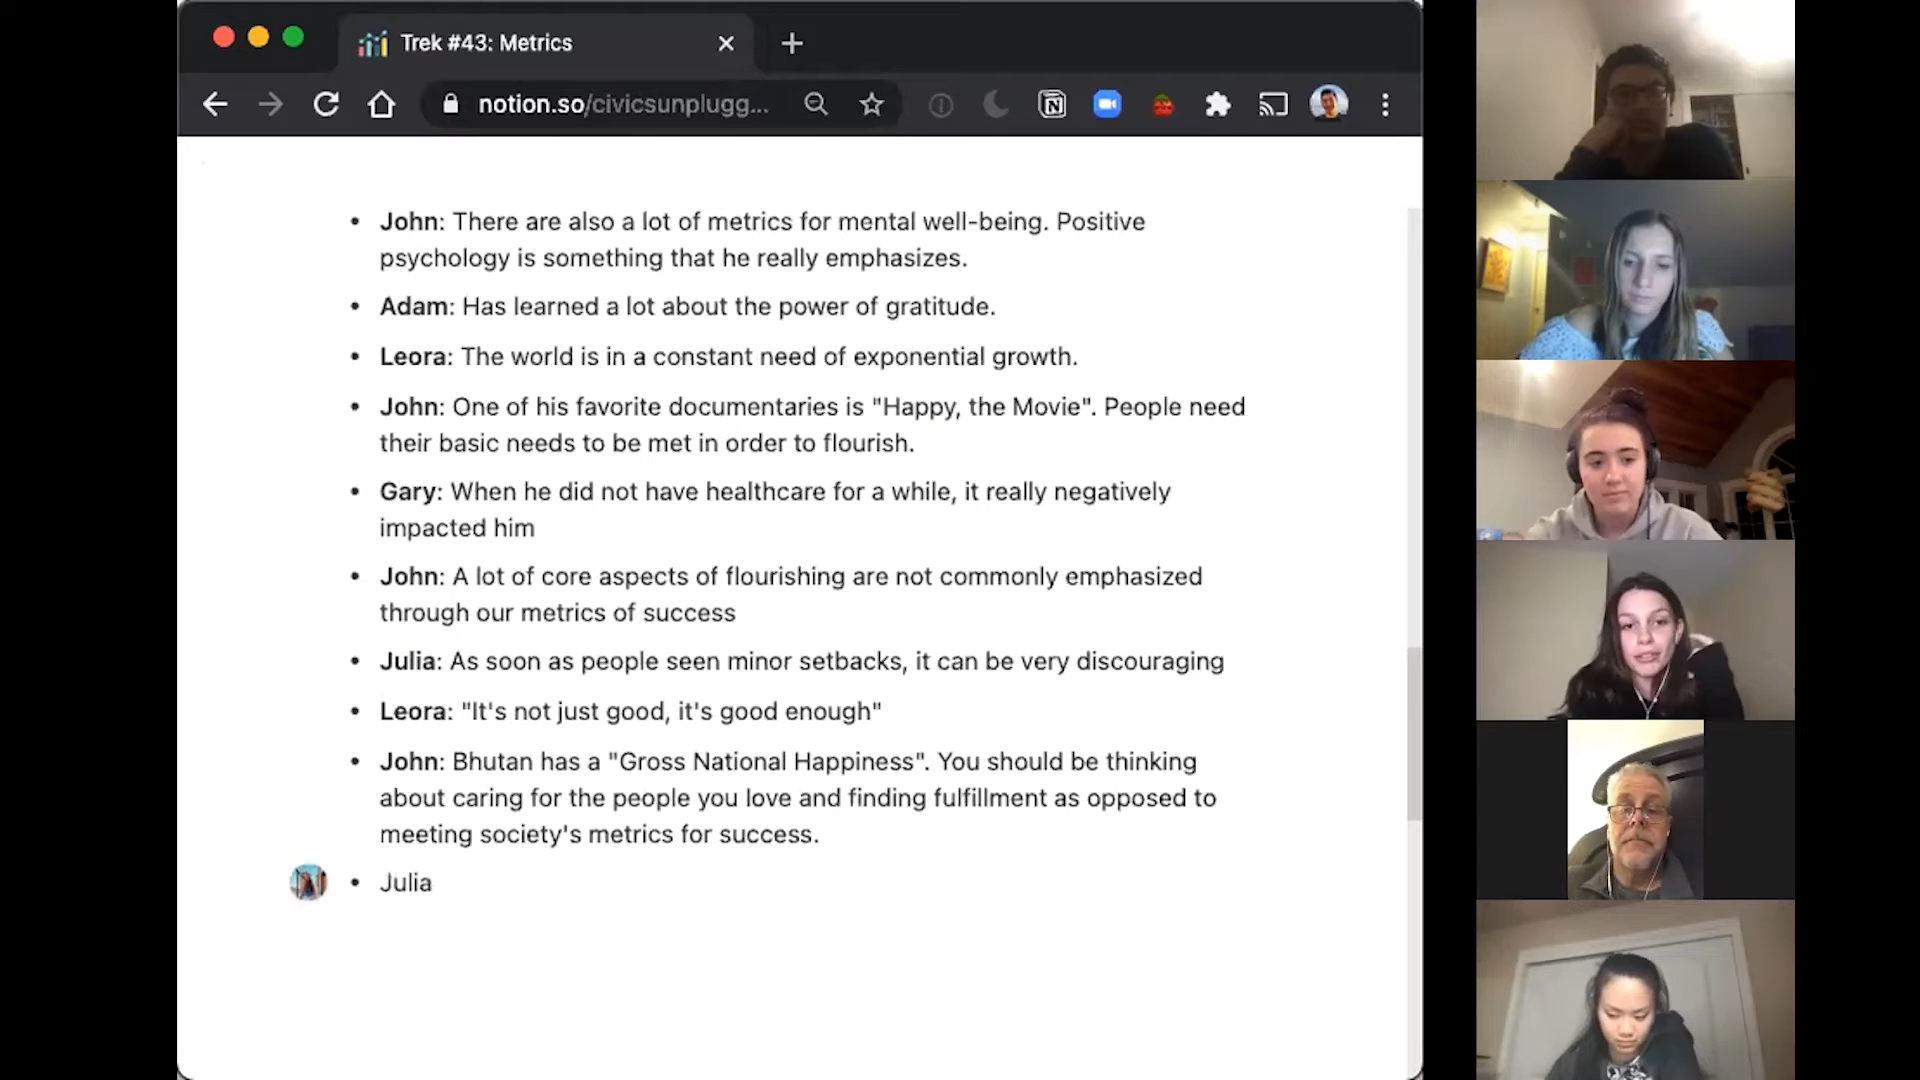 Trek #43: Metrics
notion.so/civicsunplugg...
• John: There are also a lot of metrics for mental well-being. Positive
psychology is something that he really emphasizes.
• Adam: Has learned a lot about the power of gratitude.
• Leora: The world is in a constant need of exponential growth.
• John: One of his favorite documentaries is "Happy, the Movie". People need
their basic needs to be met in order to flourish.
• Gary: When he did not have healthcare for a while, it really negatively
impacted him
• John: A lot of core aspects of flourishing are not commonly emphasized
through our metrics of success
• Julia: As soon as people seen minor setbacks, it can be very discouraging
• Leora: "It's not just good, it's good enough"
• John: Bhutan has a "Gross National Happiness". You should be thinking
about caring for the people you love and finding fulfillment as opposed to
meeting society's metrics for success.
• Julia